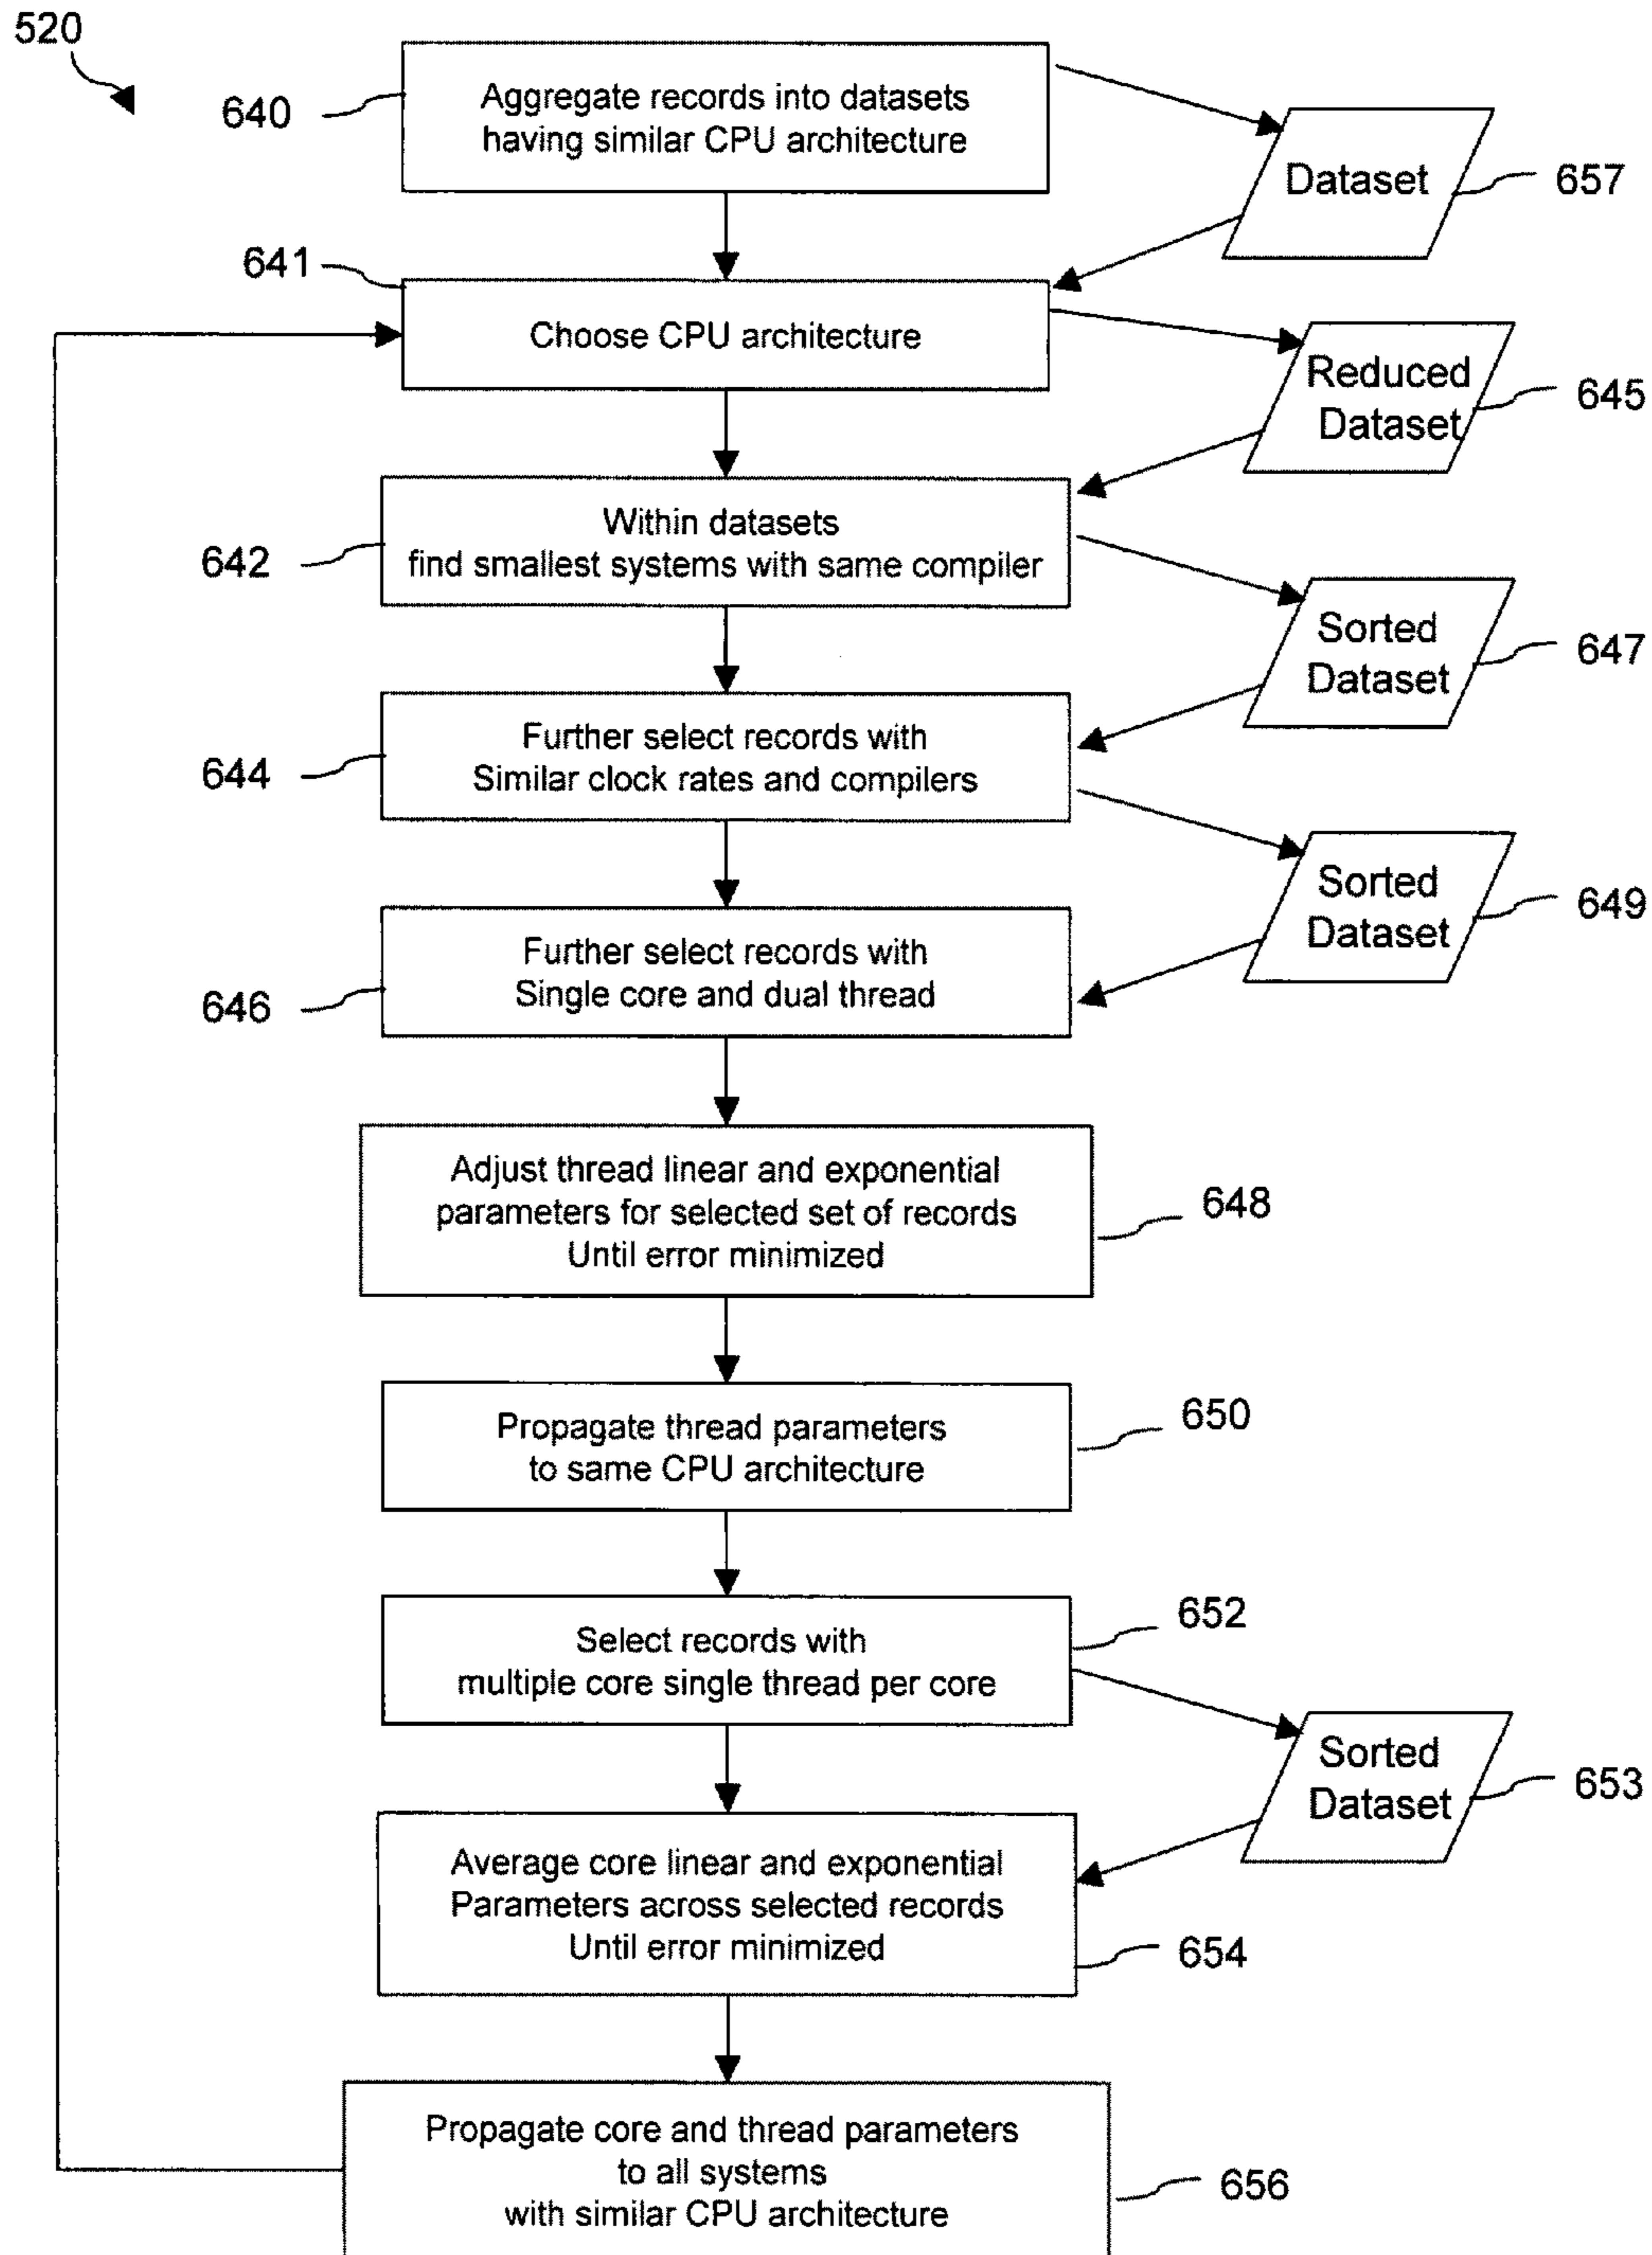 520
640
Aggregate records into datasets
having similar CPU architecture
Dataset
657
641
Choose CPU architecture
Reduced
Dataset
645
642
Within datasets
find smallest systems with same compiler
Sorted
Dataset
647
644
Further select records with
Similar clock rates and compilers
Sorted
Dataset
649
646
Further select records with
Single core and dual thread
Adjust thread linear and exponential
parameters for selected set of records
Until error minimized
648
Propagate thread parameters
to same CPU architecture
650
Select records with
multiple core single thread per core
652
Sorted
Dataset
653
Average core linear and exponential
Parameters across selected records
Until error minimized
654
Propagate core and thread parameters
to all systems
with similar CPU architecture
656